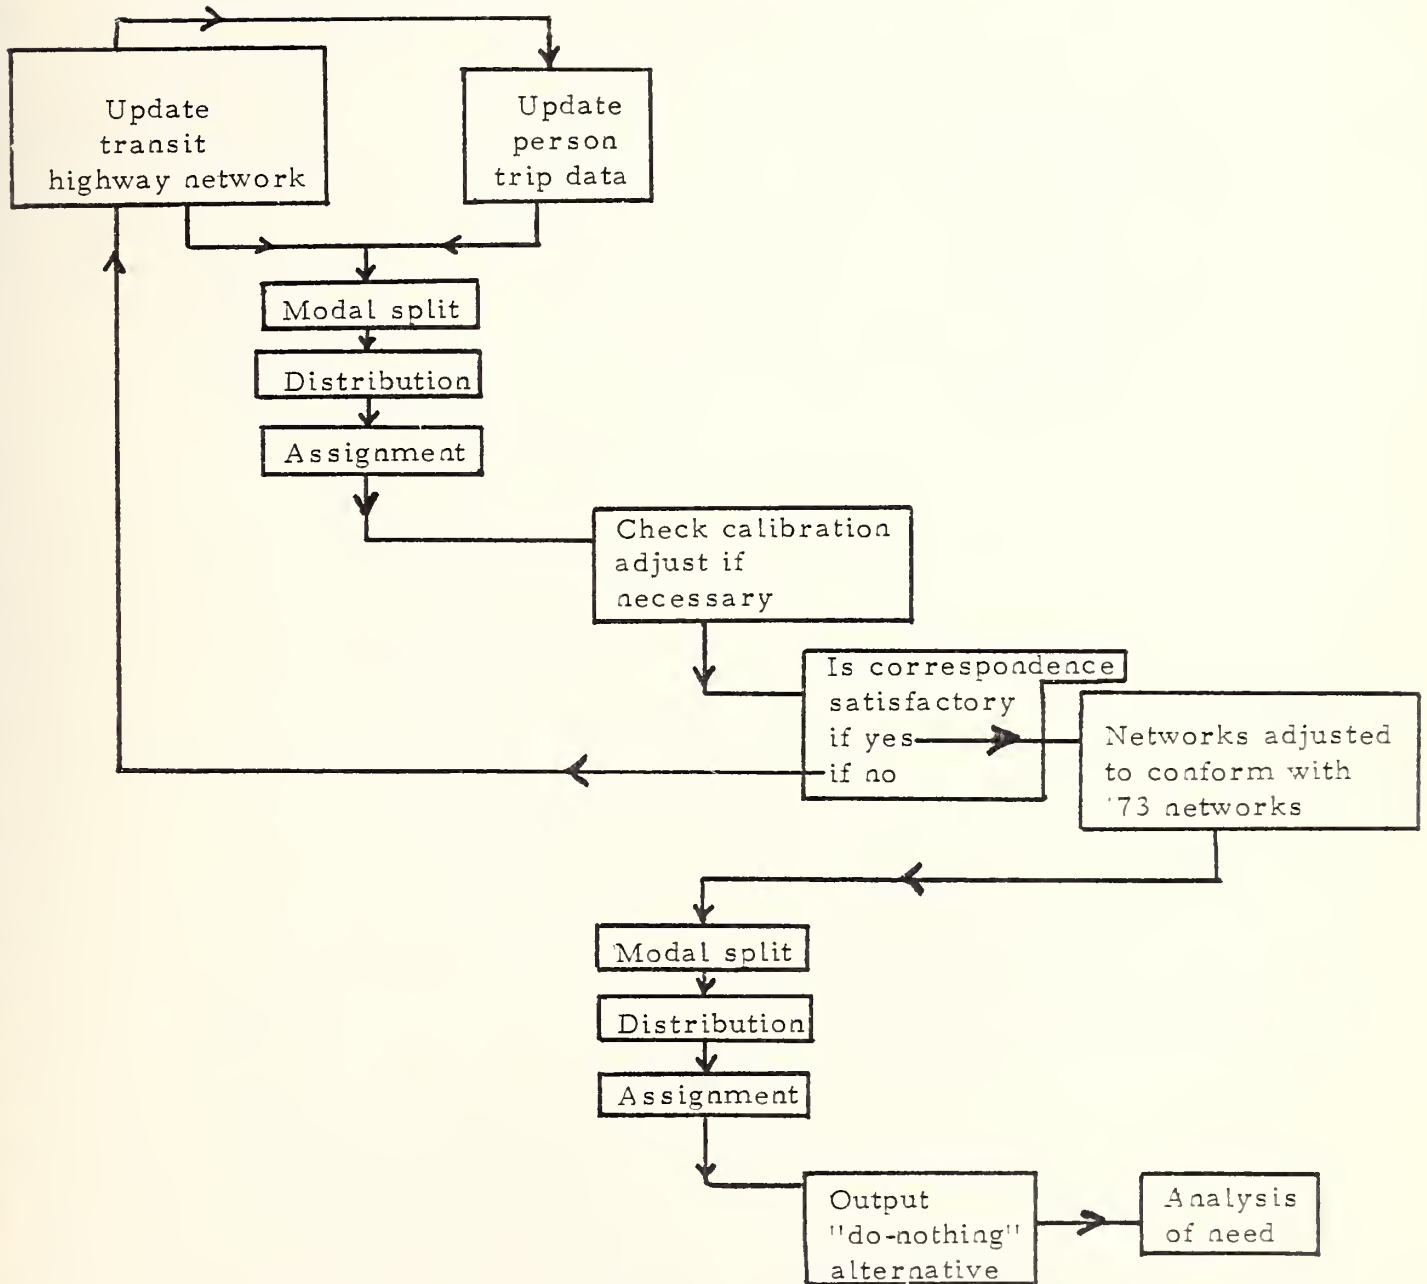 Update
transit
highway network
Update
person
trip data
Modal split
Distribution
Assignment
Check calibration
adjust if
necessary
Is correspondence
satisfactory
if yes
if no
Networks adjusted
to conform with
'73 networks
Modal split
Distribution
Assignment
Output
"do-nothing"
alternative
Analysis
of need